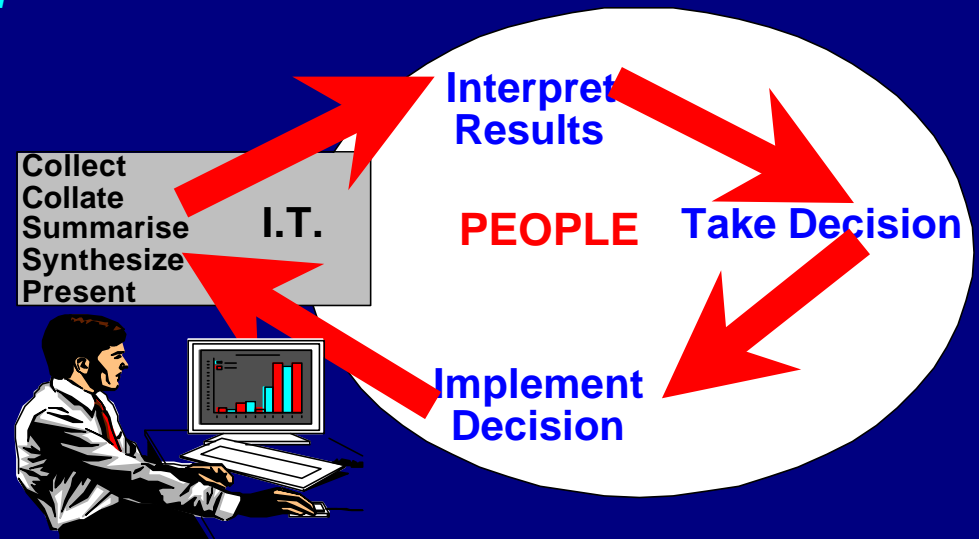 Collect
Collate
Summarise
Synthesize
Present
I.T.
Interpret
Results
PEOPLE
Take Decision
Implement
Decision